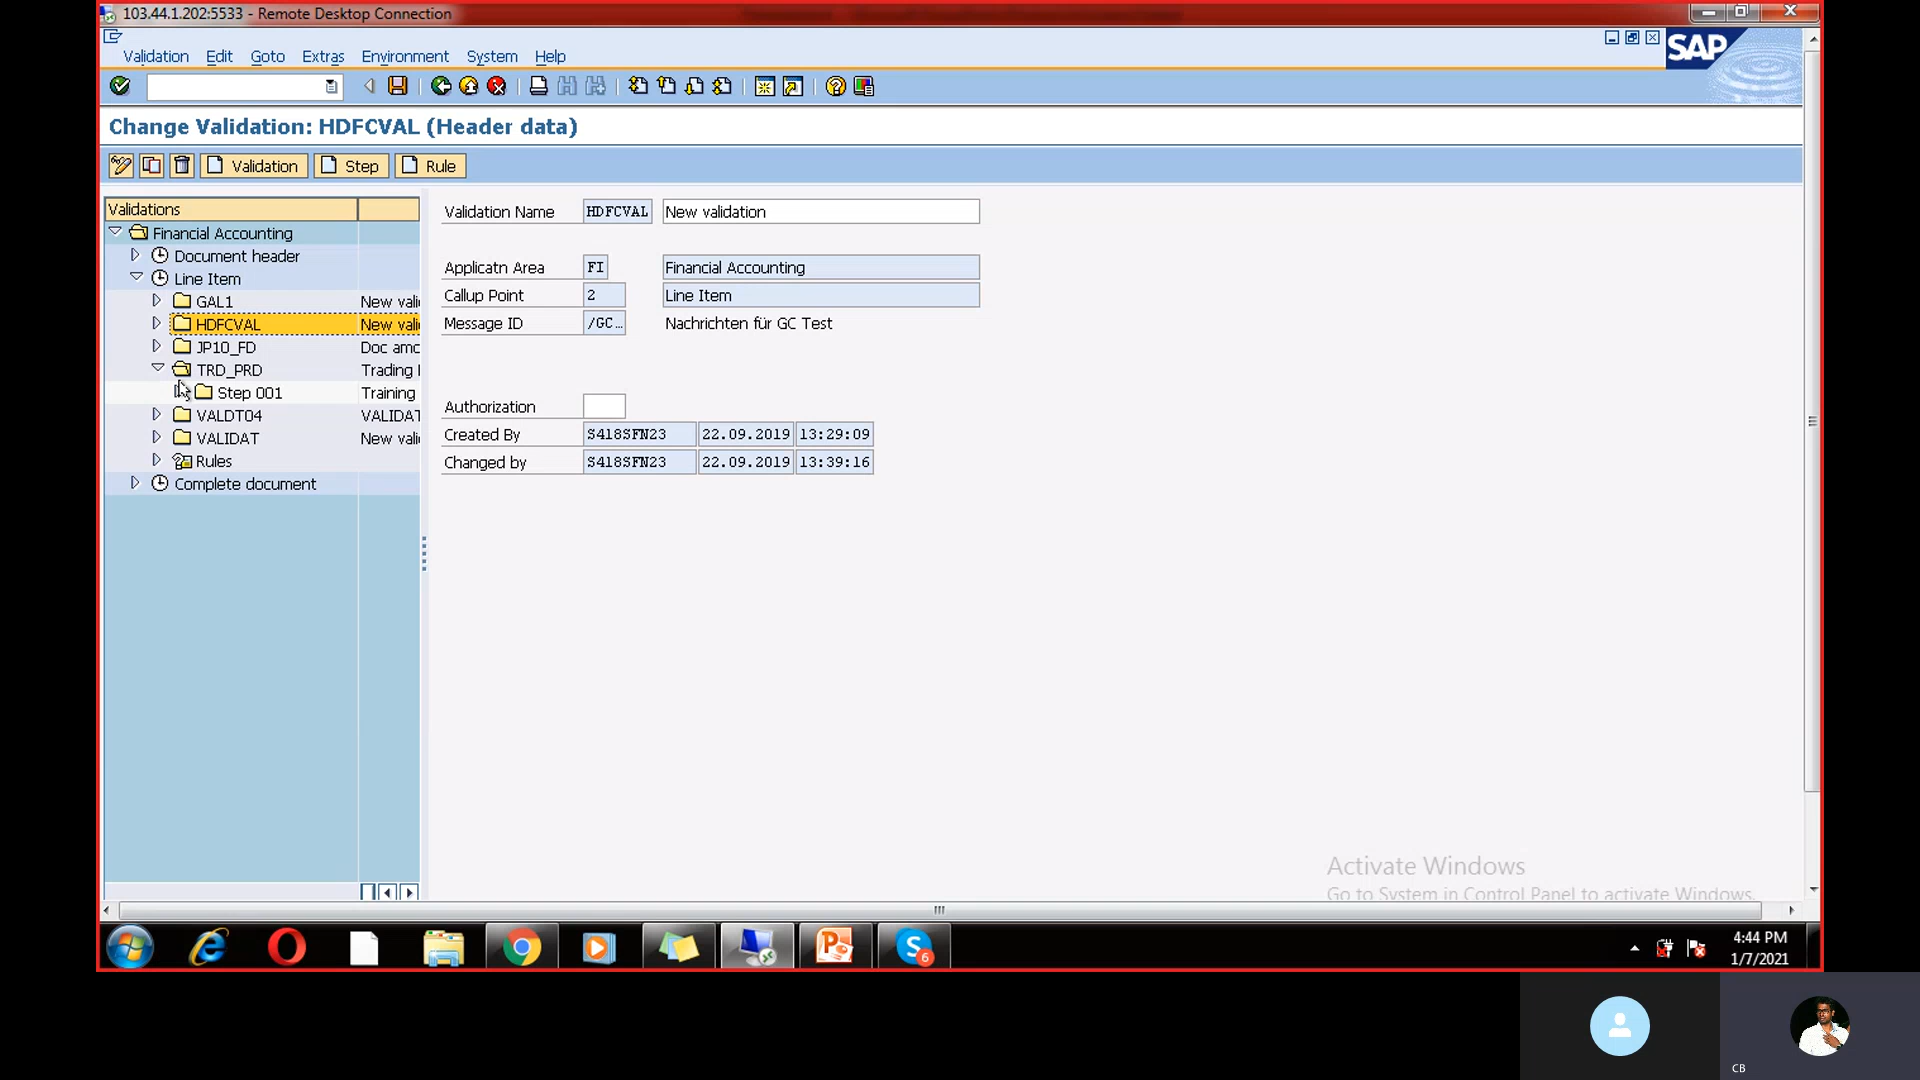 103.44.1.202:5533 - Remote Desktop Connection
Validation Edit Goto Extras Environment System Help
SAP
Change Validation: HDFCVAL (Header data)
Validation Step Rule
Validations
Financial Accounting
Document header
Line Item
GAL1 New vali
HDFCVAL New vali
JP10_FD Doc amo
TRD_PRD Trading
Step 001 Training
VALDT04 VALIDAT
VALIDAT New vali
Rules
Complete document
Validation Name HDFCVAL New validation
Applicatn Area FI Financial Accounting
Callup Point 2 Line Item
Message ID /GC... Nachrichten für GC Test
Authorization
Created By S418SFN23 22.09.2019 13:29:09
Changed by S418SFN23 22.09.2019 13:39:16
Activate Windows
Go to System in Control Panel to activate Windows.
6
4:44 PM
1/7/2021
CB